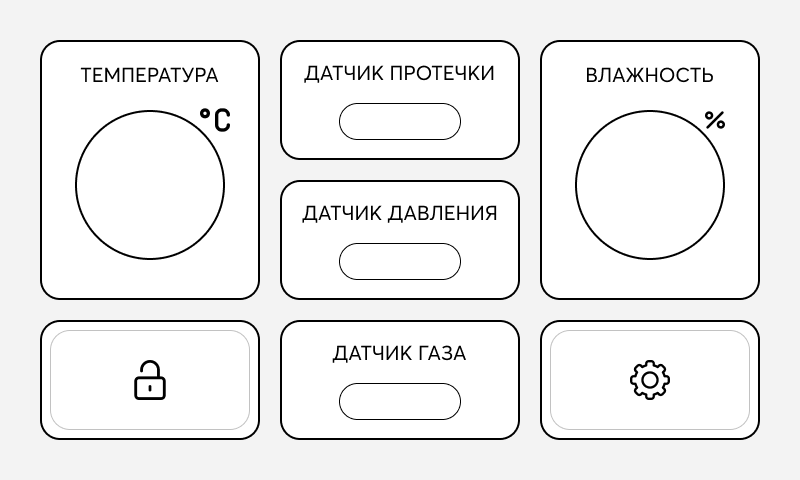 ТЕМПЕРАТУРА
°C
ДАТЧИК ПРОТЕЧКИ
ВЛАЖНОСТЬ
%
ДАТЧИК ДАВЛЕНИЯ
ДАТЧИК ГАЗА